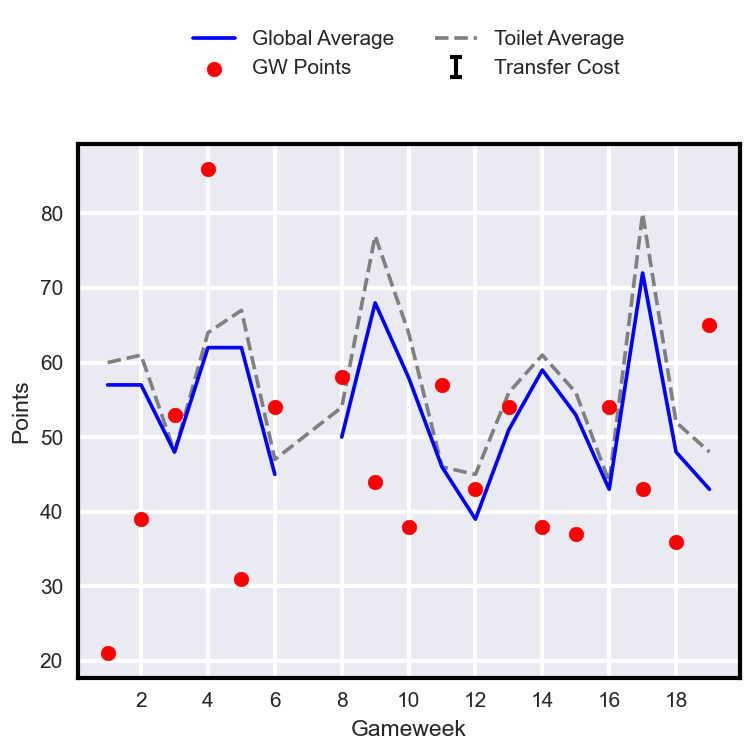 Global Average
Toilet Average
GW Points
Transfer Cost
80
70
60
50
40
30
20
Points
2 4 6 8 10 12 14 16 18
Gameweek